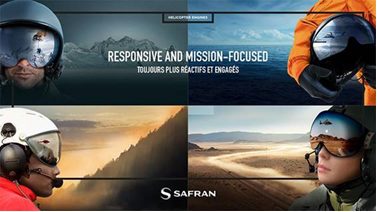 HELICOPTER ENGINES
RESPONSIVE AND MISSION-FOCUSED
TOUJOURS PLUS RÉACTIFS ET ENGAGÉS
SAFRAN